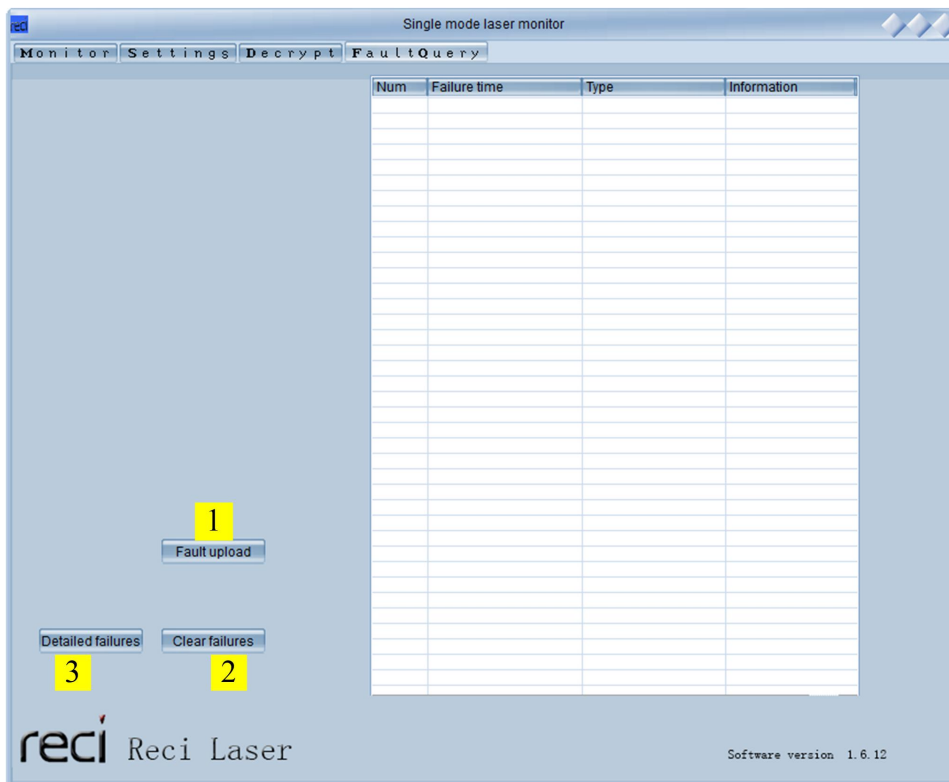 reci Single mode laser monitor
Monitor Settings Decrypt FaultQuery
Num Failure time Type Information
1
Fault upload
Detailed failures Clear failures
3 2
reci Reci Laser
Software version 1.6.12